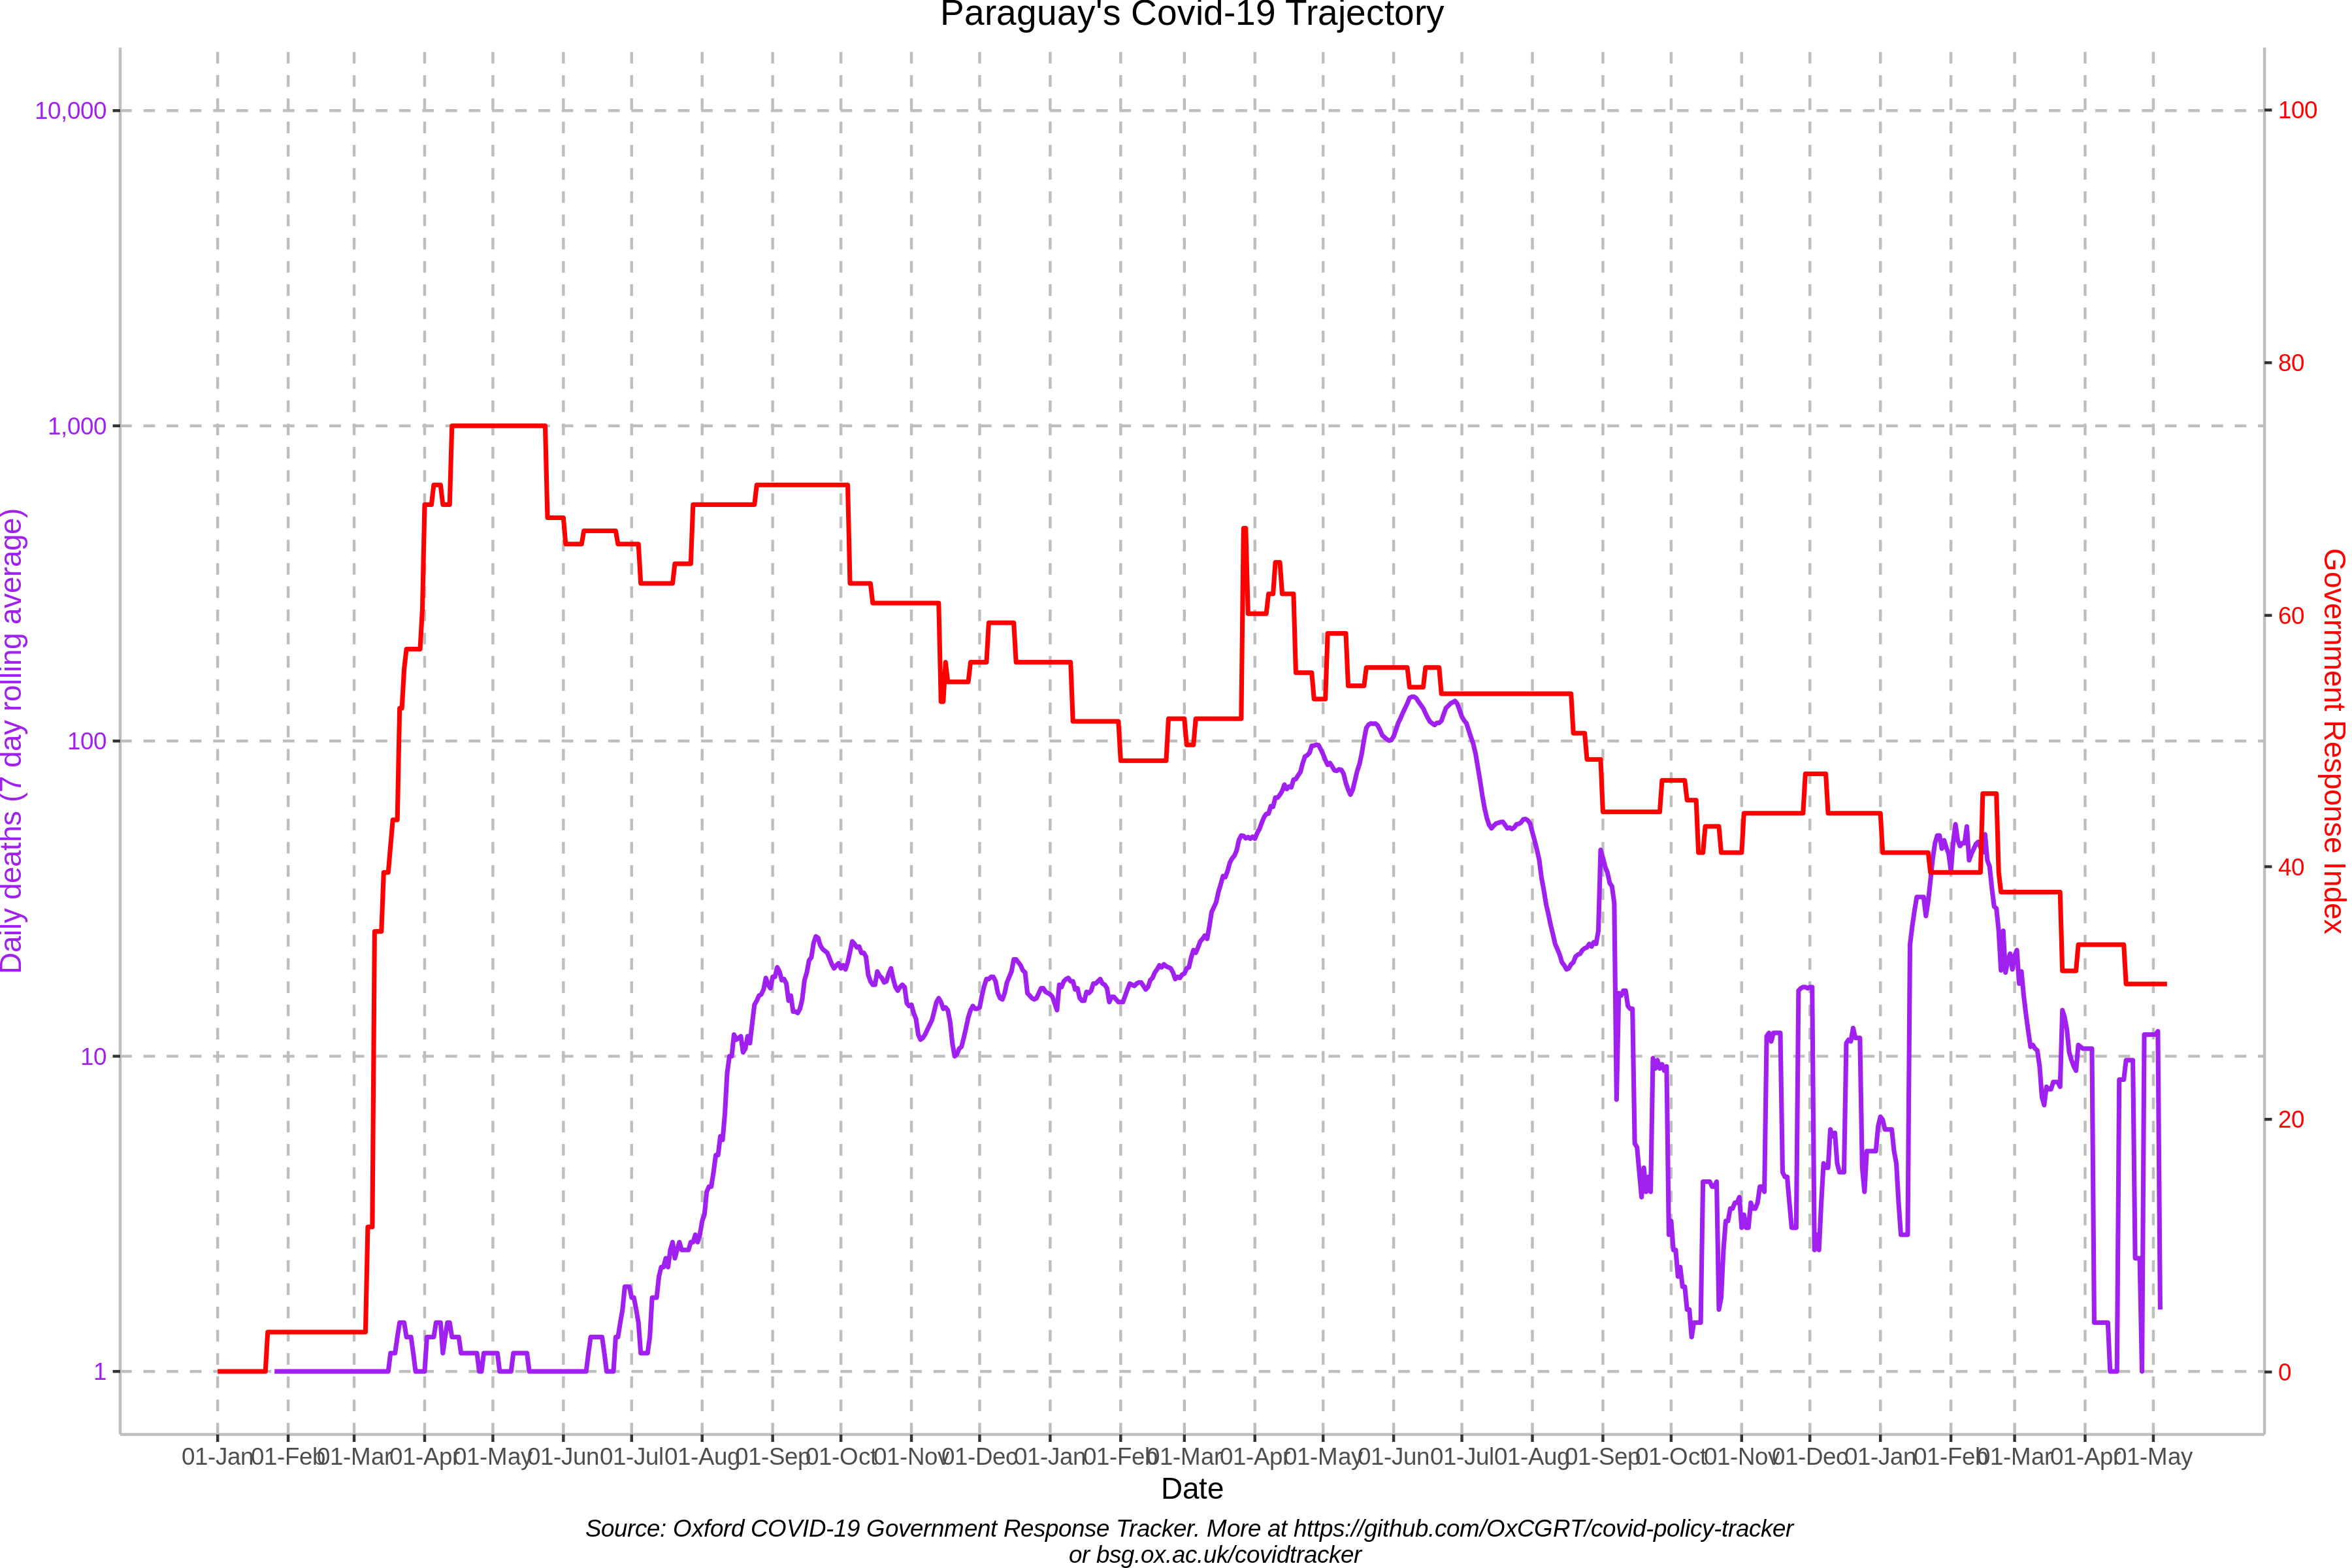 Paraguay's Covid-19 Trajectory
10,000
1,000
100
10
1
Daily deaths (7 day rolling average)
100
80
60
40
20
0
Government Response Index
01-Jan 01-Feb 01-Mar 01-Apr 01-May 01-Jun 01-Jul 01-Aug 01-Sep 01-Oct 01-Nov 01-Dec 01-Jan 01-Feb 01-Mar 01-Apr 01-May 01-Jun 01-Jul 01-Aug 01-Sep 01-Oct 01-Nov 01-Dec 01-Jan 01-Feb 01-Mar 01-Apr 01-May
Date
Source: Oxford COVID-19 Government Response Tracker. More at https://github.com/OxCGRT/covid-policy-tracker
or bsg.ox.ac.uk/covidtracker